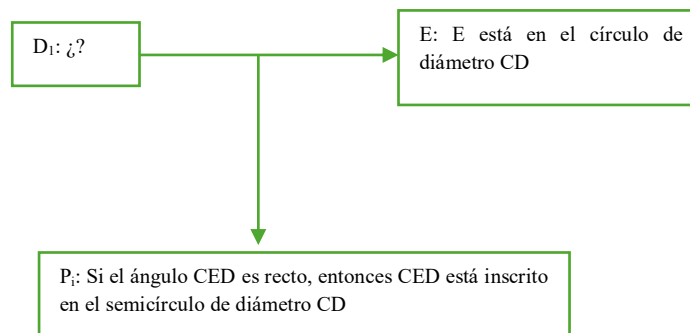 D₁: ¿?
E: E está en el círculo de
diámetro CD
Pᵢ: Si el ángulo CED es recto, entonces CED está inscrito
en el semicírculo de diámetro CD